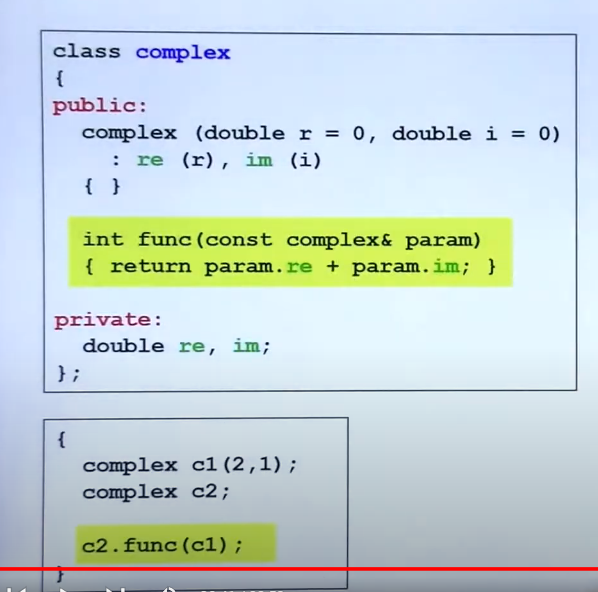 class complex
{
public:
complex (double r = 0, double i = 0)
: re (r), im (i)
{ }
int func(const complex& param)
{ return param.re + param.im; }
private:
double re, im;
};
{
complex c1(2,1);
complex c2;
c2.func(c1);
}